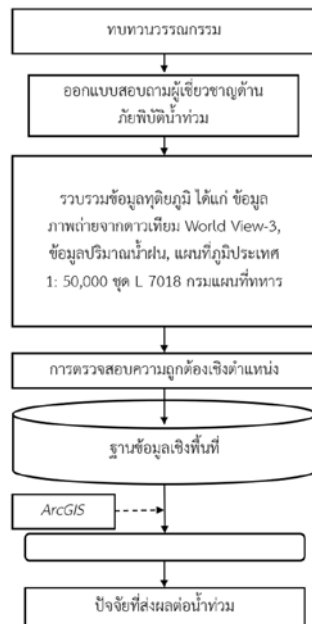 ทบทวนวรรณกรรม
ออกแบบสอบถามผู้เชี่ยวชาญด้าน
ภัยพิบัติน้ำท่วม
รวบรวมข้อมูลทุติยภูมิ ได้แก่ ข้อมูล
ภาพถ่ายจากดาวเทียม World View-3,
ข้อมูลปริมาณน้ำฝน, แผนที่ภูมิประเทศ
1: 50,000 ชุด L 7018 กรมแผนที่ทหาร
การตรวจสอบความถูกต้องเชิงตำแหน่ง
ฐานข้อมูลเชิงพื้นที่
ArcGIS
ปัจจัยที่ส่งผลต่อน้ำท่วม